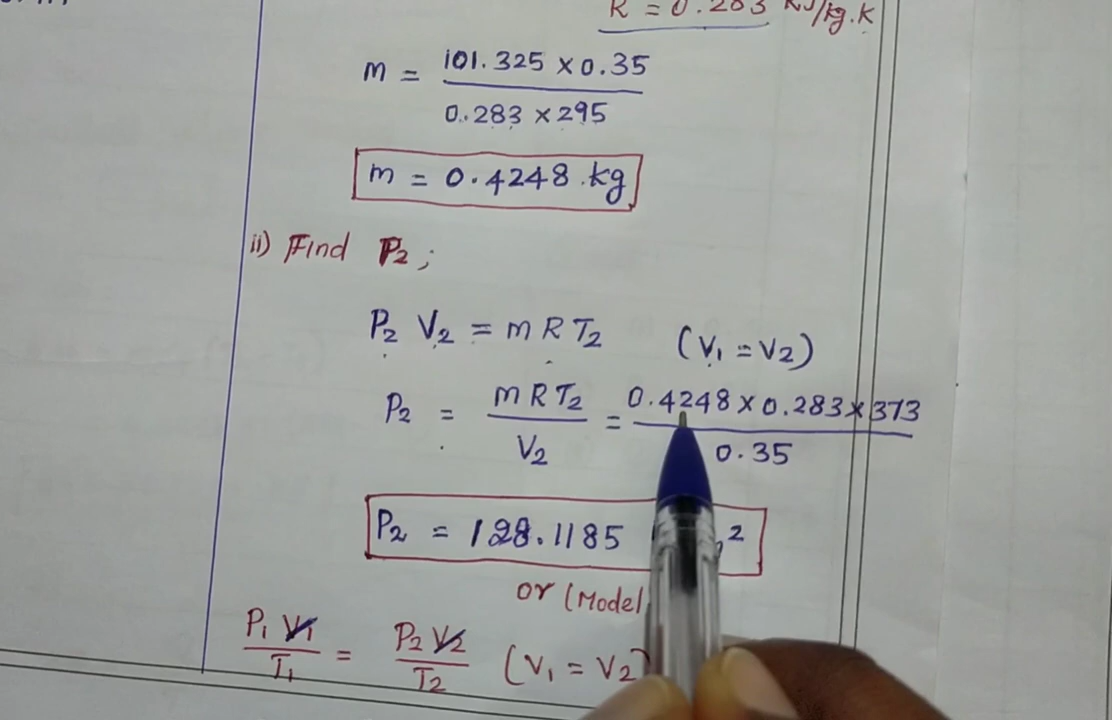 R = 0.283 KJ/kg.K
m = 101.325 × 0.35 / 0.283 × 295
m = 0.4248 kg
ii) Find P2;
P2 V2 = m R T2 (V1 = V2)
P2 = m R T2 / V2 = 0.4248 × 0.283 × 373 / 0.35
P2 = 128.1185 2
or (Model
P1 V1 / T1 = P2 V2 / T2 (V1 = V2)